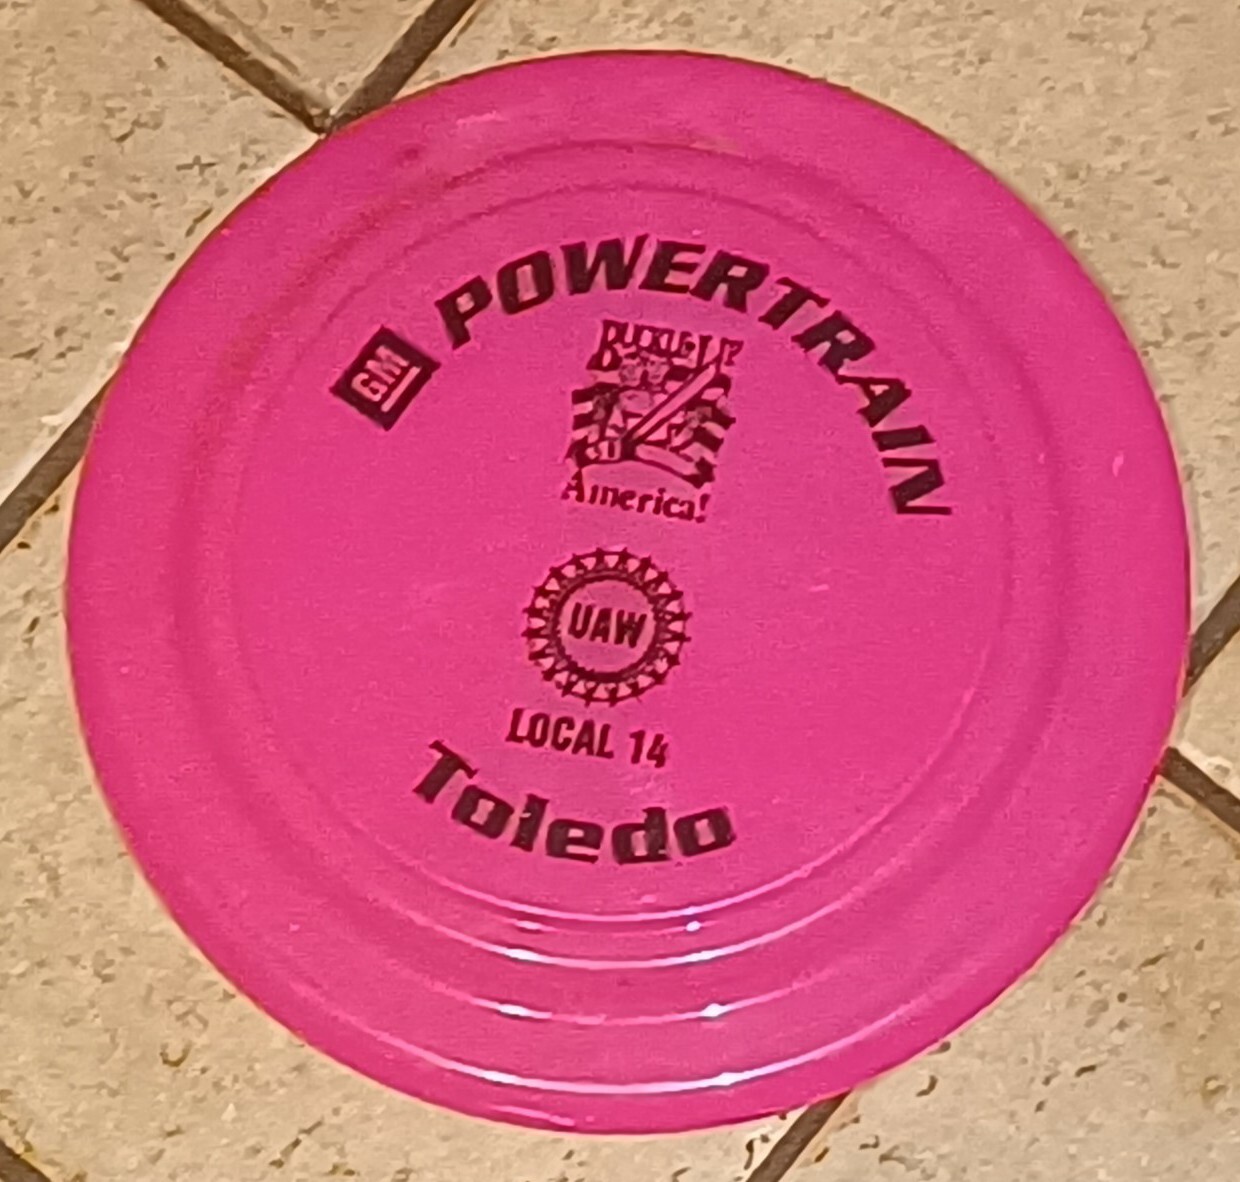 GM POWERTRAIN
BUCKLE UP
America!
UAW
LOCAL 14
Toledo